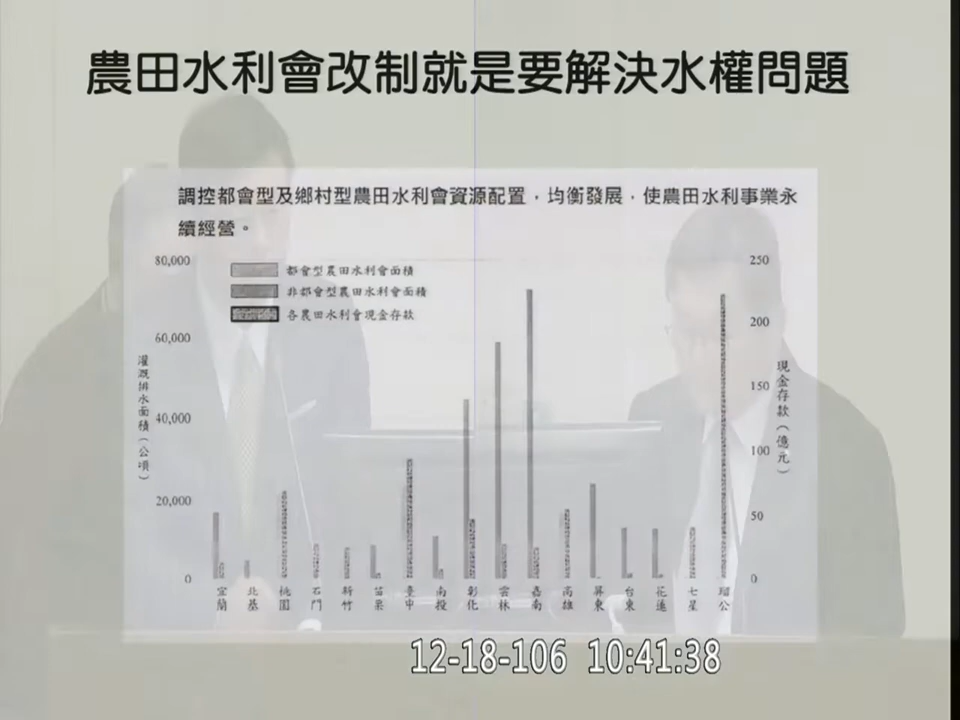 農田水利會改制就是要解決水權問題
調控都會型及鄉村型農田水利會資源配置，均衡發展，使農田水利事業永
續經營。
80,000
60,000
40,000
20,000
0
灌溉排水面積（公頃）
都會型農田水利會面積
非都會型農田水利會面積
各農田水利會現金存款
250
200
150
100
50
0
現金存款（億元）
宜蘭 北基 桃園 石門 新竹 苗栗 臺中 南投 彰化 雲林 嘉南 高雄 屏東 台東 花蓮 七星 瑠公
12-18-106 10:41:38